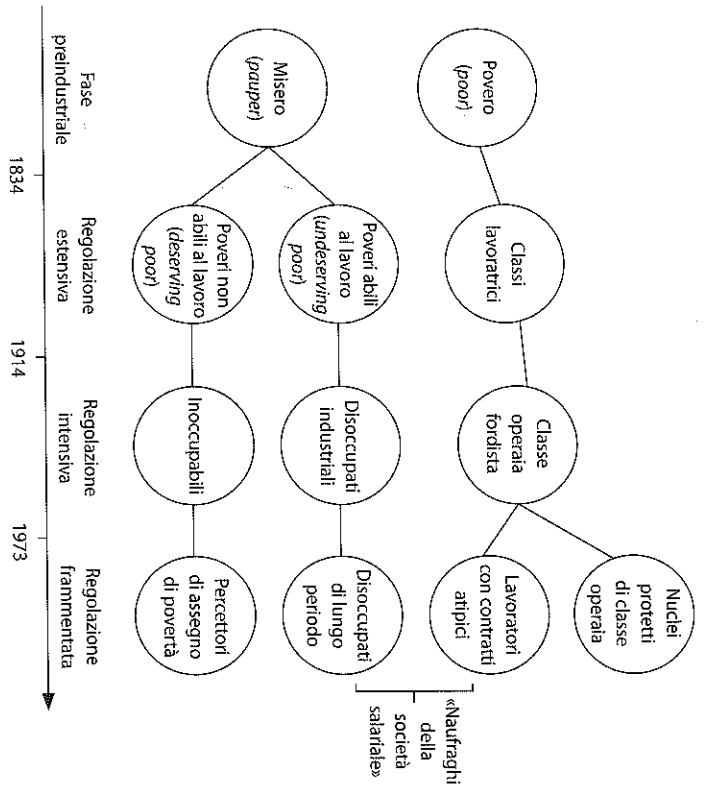 Nuclei
protetti
di classe
operaia
Povero
(poor)
Classi
lavoratrici
Classe
operaia
fordista
Lavoratori
con contratti
atipici
«Naufraghi
della
società
salariale»
Misero
(pauper)
Poveri abili
al lavoro
(undeserving
poor)
Disoccupati
industriali
Disoccupati
di lungo
periodo
Poveri non
abili al lavoro
(deserving
poor)
Inoccupabili
Percettori
di assegno
di povertà
Fase
preindustriale
1834
Regolazione
estensiva
1914
Regolazione
intensiva
1973
Regolazione
frammentata